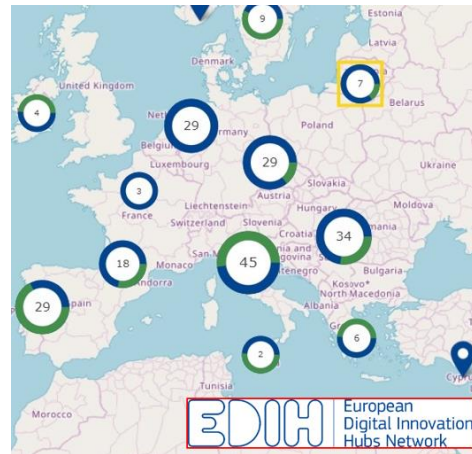 9
Estonia
Latvia
Denmark
7
United Kingdom
4
Belarus
29
Poland
Belgium
Luxembourg
29
Ukraine
Slovakia
3
Austria
France
Liechtenstein
Hungary
Moldova
Switzerland
Slovenia
Croatia
34
18
45
Monaco
Bulgaria
Kosovo*
North Macedonia
29
Albania
6
2
Tunisia
Morocco
EDIH
European
Digital Innovation
Hubs Network